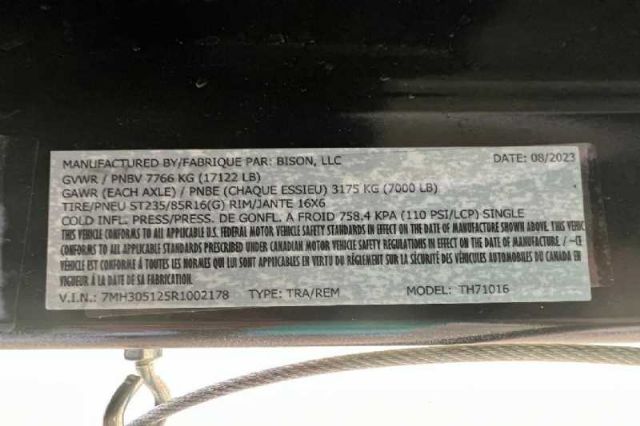 MANUFACTURED BY/FABRIQUE PAR: BISON, LLC DATE: 08/2023
GVWR / PNBV 7766 KG (17122 LB)
GAWR (EACH AXLE) / PNBE (CHAQUE ESSIEU) 3175 KG (7000 LB)
TIRE/PNEU ST235/85R16(G) RIM/JANTE 16X6
COLD INFL. PRESS/PRESS. DE GONFL. A FROID 758.4 KPA (110 PSI/LCP) SINGLE
THIS VEHICLE CONFORMS TO ALL APPLICABLE U.S. FEDERAL MOTOR VEHICLE SAFETY STANDARDS IN EFFECT ON THE DATE OF MANUFACTURE SHOWN ABOVE. THIS VEHICLE
CONFORMS TO ALL APPLICABLE STANDARDS PRESCRIBED UNDER CANADIAN MOTOR VEHICLE SAFETY REGULATIONS IN EFFECT ON THE DATE OF MANUFACTURE. / -CE
VÉHICLE EST CONFORME À TOUTES LES NORMES QUI LUI SONT APPLICABLES EN VIRTU DU RÈGLEMENT SUR LA SÉCURITÉ DES VÉHICULES AUTOMOBILES DU CANADA EN
VIGUEUR À LA DATE DE SA FABRICATION.
V.I.N.: 7MH305125R1002178 TYPE: TRA/REM MODEL: TH71016